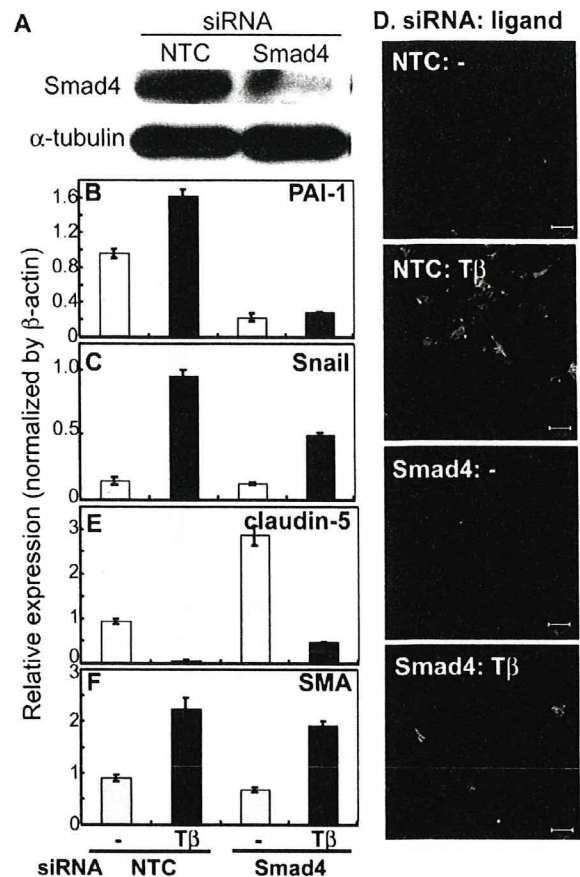 A
siRNA
NTC Smad4
Smad4
α-tubulin
B PAI-1
1.6
1.2
0.8
0.4
0
C Snail
1.0
0.5
0
E claudin-5
3
2
1
0
F SMA
3
2
1
0
Relative expression (normalized by β-actin)
- Tβ - Tβ
siRNA NTC Smad4
D. siRNA: ligand
NTC: -
NTC: Tβ
Smad4: -
Smad4: Tβ